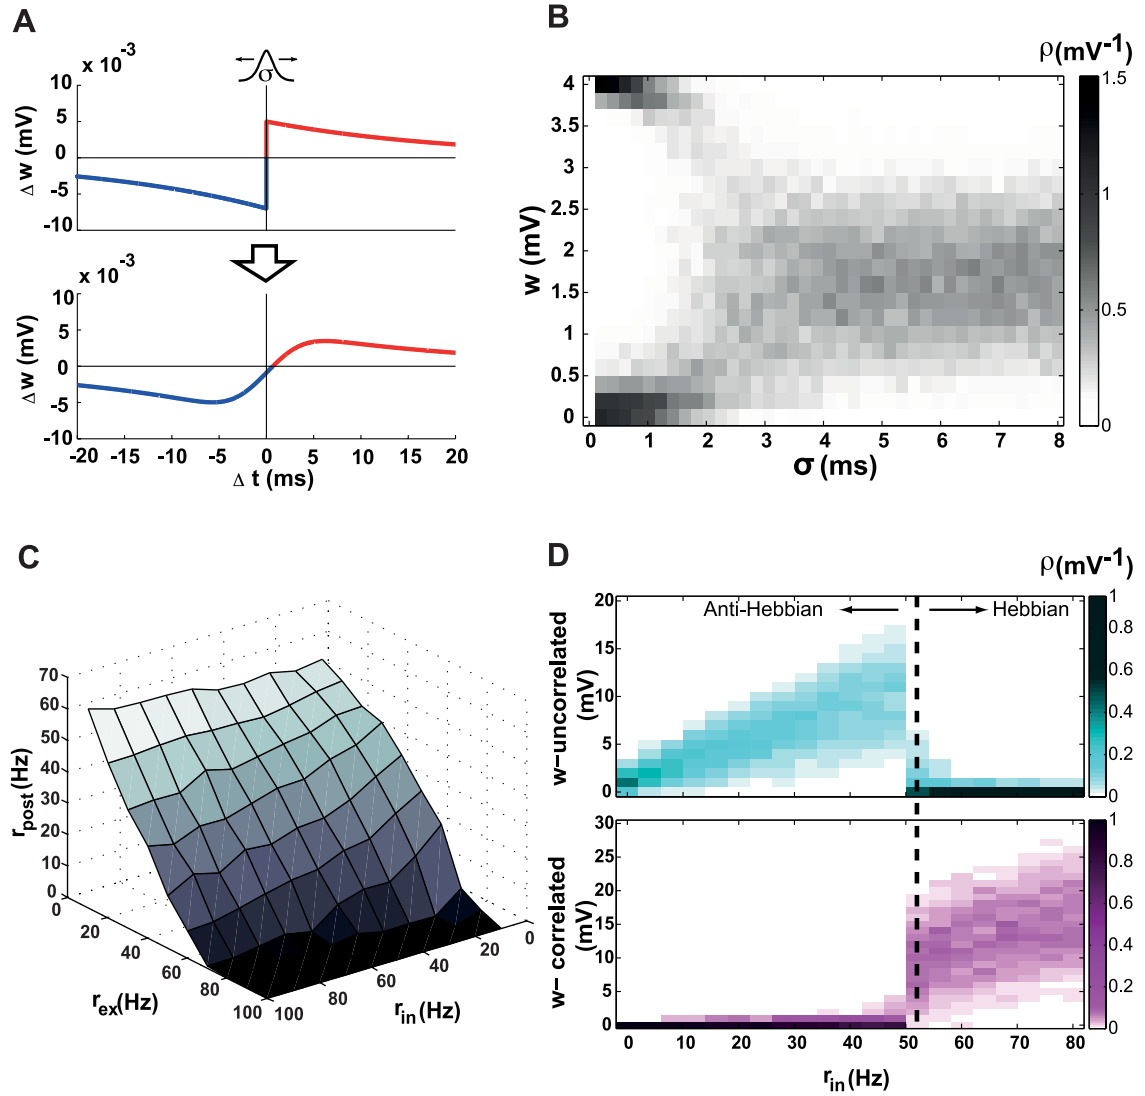 A
x 10-3
σ
10
5
0
-5
-10
Δ w (mV)
-20
20
x 10-3
10
5
0
-5
-10
Δ w (mV)
-20 -15 -10 -5 0 5 10 15 20
Δ t (ms)
B
ρ(mV-1)
4
3.5
3
2.5
2
1.5
1
0.5
0
w (mV)
0 1 2 3 4 5 6 7 8
σ (ms)
1.5
1
0.5
0
C
70
60
50
40
30
20
10
0
rpost(Hz)
0
20
40
60
80
100
rex(Hz)
100
80
60
40
20
0
rin(Hz)
D
ρ(mV-1)
Anti-Hebbian
Hebbian
20
15
10
5
0
w-uncorrelated
(mV)
1
0.8
0.6
0.4
0.2
0
30
25
20
15
10
5
0
w- correlated
(mV)
1
0.8
0.6
0.4
0.2
0
0 10 20 30 40 50 60 70 80
rin(Hz)